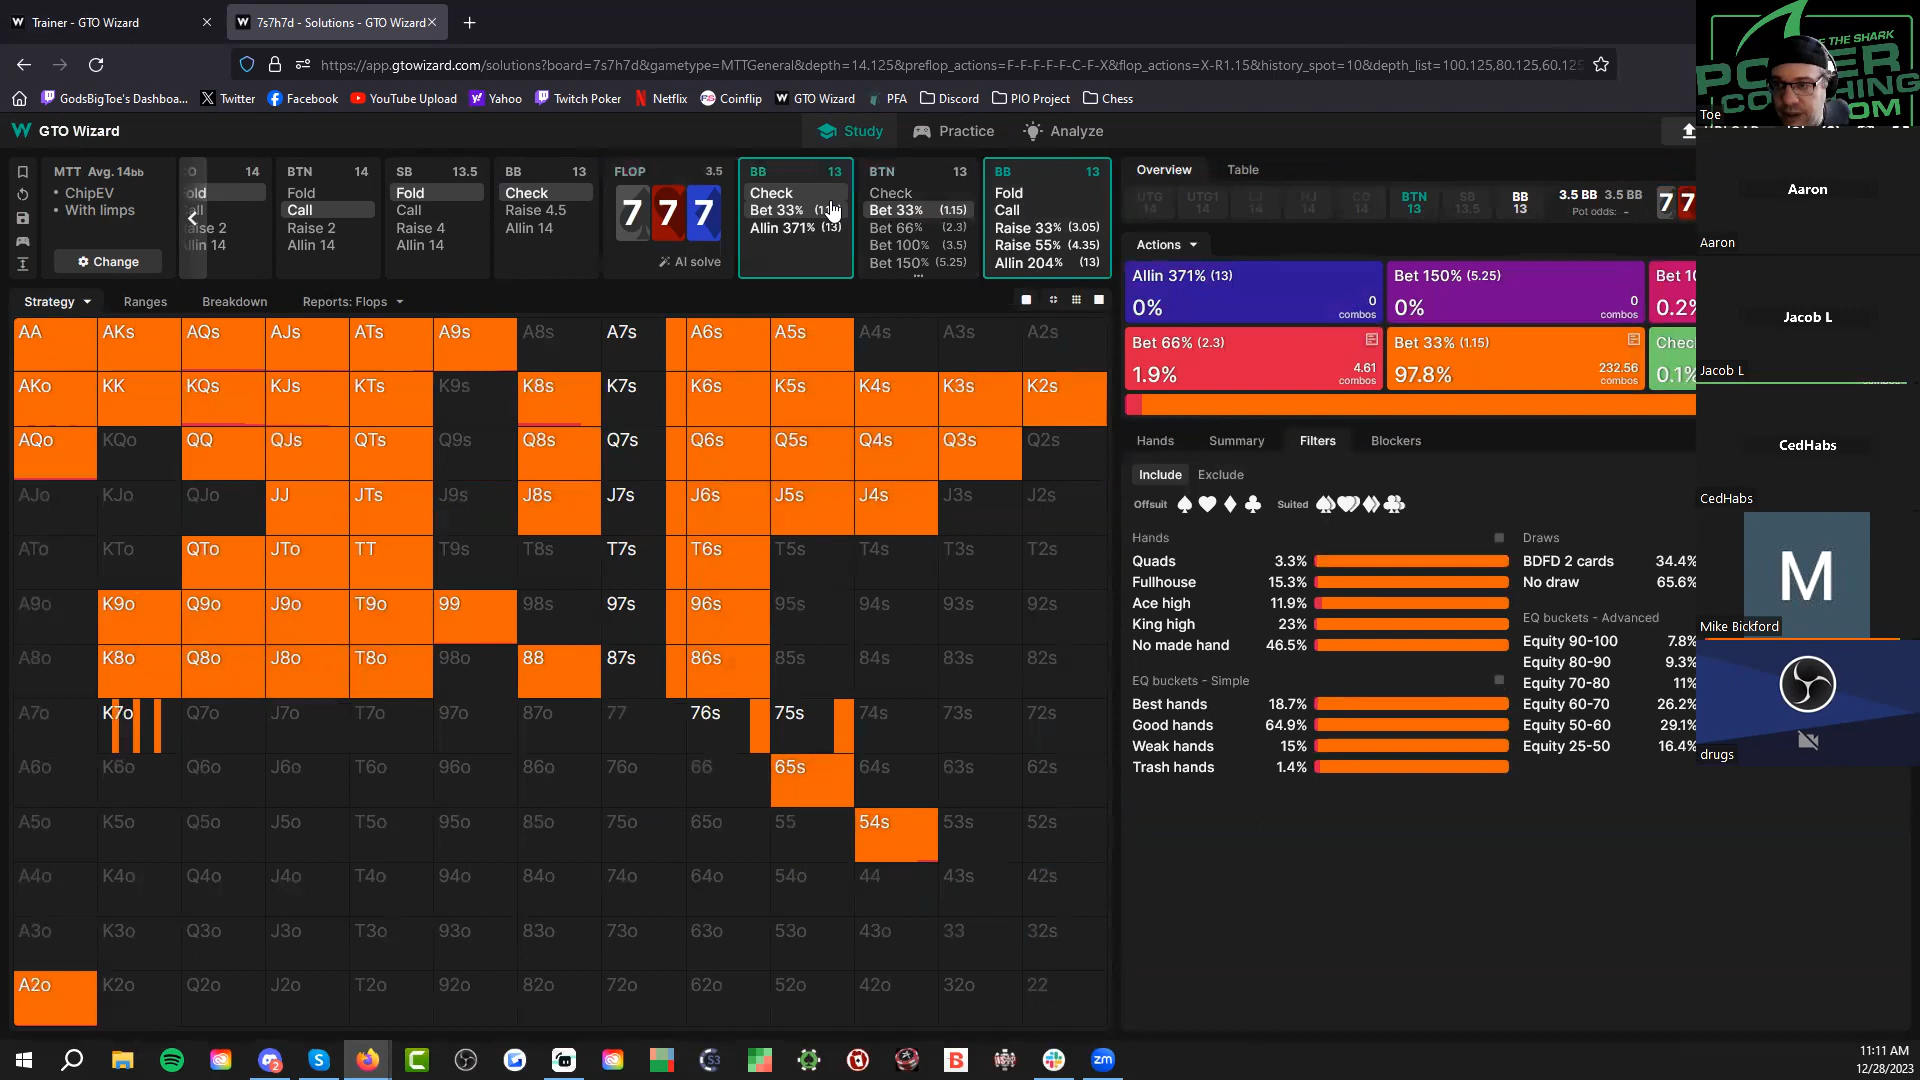 Trainer - GTO Wizard
7s7h7d - Solutions - GTO Wizard
https://app.gtowizard.com/solutions?board=7s7h7d&gametype=MTTGeneral&depth=14.125&preflop_actions=F-F-F-F-F-C-F-X&flop_actions=X-R1.15&history_spot=10&depth_list=100.125,80.125,60.125
GodsBigToe's Dashboa... Twitter Facebook YouTube Upload Yahoo Twitch Poker Netflix Coinflip GTO Wizard PFA Discord PIO Project Chess
GTO Wizard
Study Practice Analyze
MTT Avg. 14bb
• ChipEV
• With limps
Change
14
BTN 14
Fold
Call
Raise 2
Allin 14
SB 13.5
Fold
Call
Raise 4
Allin 14
BB 13
Check
Raise 4.5
Allin 14
FLOP 3.5
7 7 7
AI solve
BB 13
Check
Bet 33%
Allin 371% (13)
BTN 13
Check
Bet 33% (1.15)
Bet 66% (2.3)
Bet 100% (3.5)
Bet 150% (5.25)
BB 13
Fold
Call
Raise 33% (3.05)
Raise 55% (4.35)
Allin 204% (13)
Strategy Ranges Breakdown Reports: Flops
AA AKs AQs AJs ATs A9s A8s A7s A6s A5s A4s A3s A2s
AKo KK KQs KJs KTs K9s K8s K7s K6s K5s K4s K3s K2s
AQo KQo QQ QJs QTs Q9s Q8s Q7s Q6s Q5s Q4s Q3s Q2s
AJo KJo QJo JJ JTs J9s J8s J7s J6s J5s J4s J3s J2s
ATo KTo QTo JTo TT T9s T8s T7s T6s T5s T4s T3s T2s
A9o K9o Q9o J9o T9o 99 98s 97s 96s 95s 94s 93s 92s
A8o K8o Q8o J8o T8o 98o 88 87s 86s 85s 84s 83s 82s
A7o K7o Q7o J7o T7o 97o 87o 77 76s 75s 74s 73s 72s
A6o K6o Q6o J6o T6o 96o 86o 76o 66 65s 64s 63s 62s
A5o K5o Q5o J5o T5o 95o 85o 75o 65o 55 54s 53s 52s
A4o K4o Q4o J4o T4o 94o 84o 74o 64o 54o 44 43s 42s
A3o K3o Q3o J3o T3o 93o 83o 73o 63o 53o 43o 33 32s
A2o K2o Q2o J2o T2o 92o 82o 72o 62o 52o 42o 32o 22
Overview Table
UTG 14 UTG1 14 LJ 14 HJ 14 CO 14 BTN 13 SB 13.5 BB 13
3.5 BB 3.5 BB
Pot odds: -
7 7
Actions
Allin 371% (13)
0% 0 combos
Bet 150% (5.25)
0% 0 combos
0.2%
Bet 66% (2.3)
1.9% 4.61 combos
Bet 33% (1.15)
97.8% 232.56 combos
0.1%
Hands Summary Filters Blockers
Include Exclude
Offsuit Suited
Hands
Quads 3.3%
Fullhouse 15.3%
Ace high 11.9%
King high 23%
No made hand 46.5%
EQ buckets - Simple
Best hands 18.7%
Good hands 64.9%
Weak hands 15%
Trash hands 1.4%
Draws
BDFD 2 cards 34.4%
No draw 65.6%
EQ buckets - Advanced
Equity 90-100 7.8%
Equity 80-90 9.3%
Equity 70-80 11%
Equity 60-70 26.2%
Equity 50-60 29.1%
Equity 25-50 16.4%
THE SHARK
Toe
Aaron
Aaron
Jacob L
Jacob L
CedHabs
CedHabs
M
Mike Bickford
drugs
11:11 AM
12/28/2023